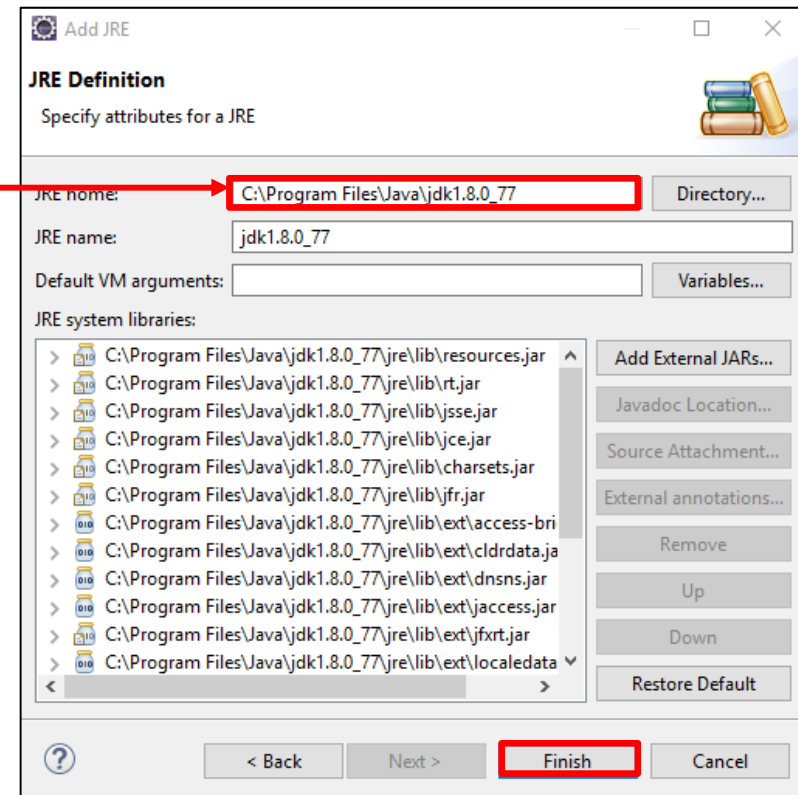 Add JRE
JRE Definition
Specify attributes for a JRE
JRE home: C:\Program Files\Java\jdk1.8.0_77 Directory...
JRE name: jdk1.8.0_77
Default VM arguments: Variables...
JRE system libraries:
C:\Program Files\Java\jdk1.8.0_77\jre\lib\resources.jar Add External JARs...
C:\Program Files\Java\jdk1.8.0_77\jre\lib\rt.jar
C:\Program Files\Java\jdk1.8.0_77\jre\lib\jsse.jar Javadoc Location...
C:\Program Files\Java\jdk1.8.0_77\jre\lib\jce.jar Source Attachment...
C:\Program Files\Java\jdk1.8.0_77\jre\lib\charsets.jar
C:\Program Files\Java\jdk1.8.0_77\jre\lib\jfr.jar External annotations...
C:\Program Files\Java\jdk1.8.0_77\jre\lib\ext\access-bri
C:\Program Files\Java\jdk1.8.0_77\jre\lib\ext\cldrdata.ja Remove
C:\Program Files\Java\jdk1.8.0_77\jre\lib\ext\dnsns.jar Up
C:\Program Files\Java\jdk1.8.0_77\jre\lib\ext\jaccess.jar
C:\Program Files\Java\jdk1.8.0_77\jre\lib\ext\jfxrt.jar Down
C:\Program Files\Java\jdk1.8.0_77\jre\lib\ext\localedata
Restore Default
? < Back Next > Finish Cancel